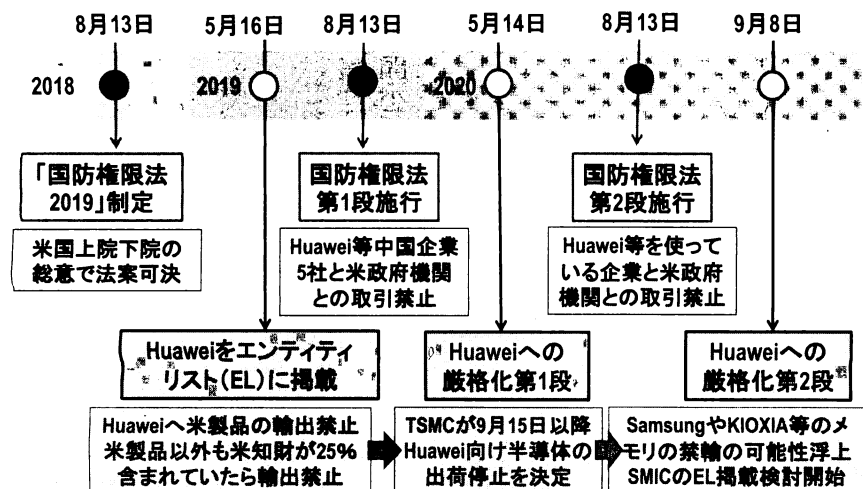 8月13日
5月16日
8月13日
5月14日
8月13日
9月8日
2018
2019
2020
「国防権限法
2019」制定
国防権限法
第1段施行
国防権限法
第2段施行
米国上院下院の
総意で法案可決
Huawei等中国企業
5社と米政府機関
との取引禁止
Huawei等を使って
いる企業と米政府
機関との取引禁止
Huaweiをエンティティ
リスト(EL)に掲載
Huaweiへの
厳格化第1段
Huaweiへの
厳格化第2段
Huaweiへ米製品の輸出禁止
米製品以外も米知財が25%
含まれていたら輸出禁止
TSMCが9月15日以降
Huawei向け半導体の
出荷停止を決定
SamsungやKIOXIA等のメ
モリの禁輸の可能性浮上
SMICのEL掲載検討開始